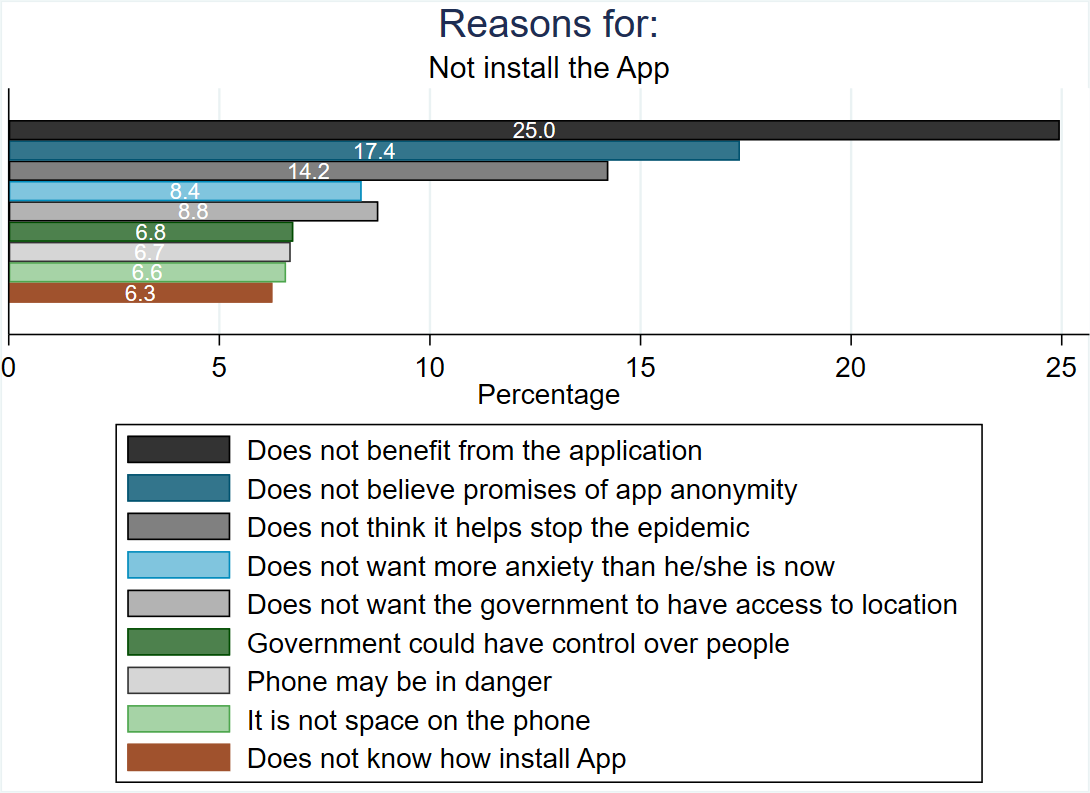 Reasons for:
Not install the App
25.0
17.4
14.2
8.4
8.8
6.8
6.7
6.6
6.3
0 5 10 15 20 25
Percentage
Does not benefit from the application
Does not believe promises of app anonymity
Does not think it helps stop the epidemic
Does not want more anxiety than he/she is now
Does not want the government to have access to location
Government could have control over people
Phone may be in danger
It is not space on the phone
Does not know how install App